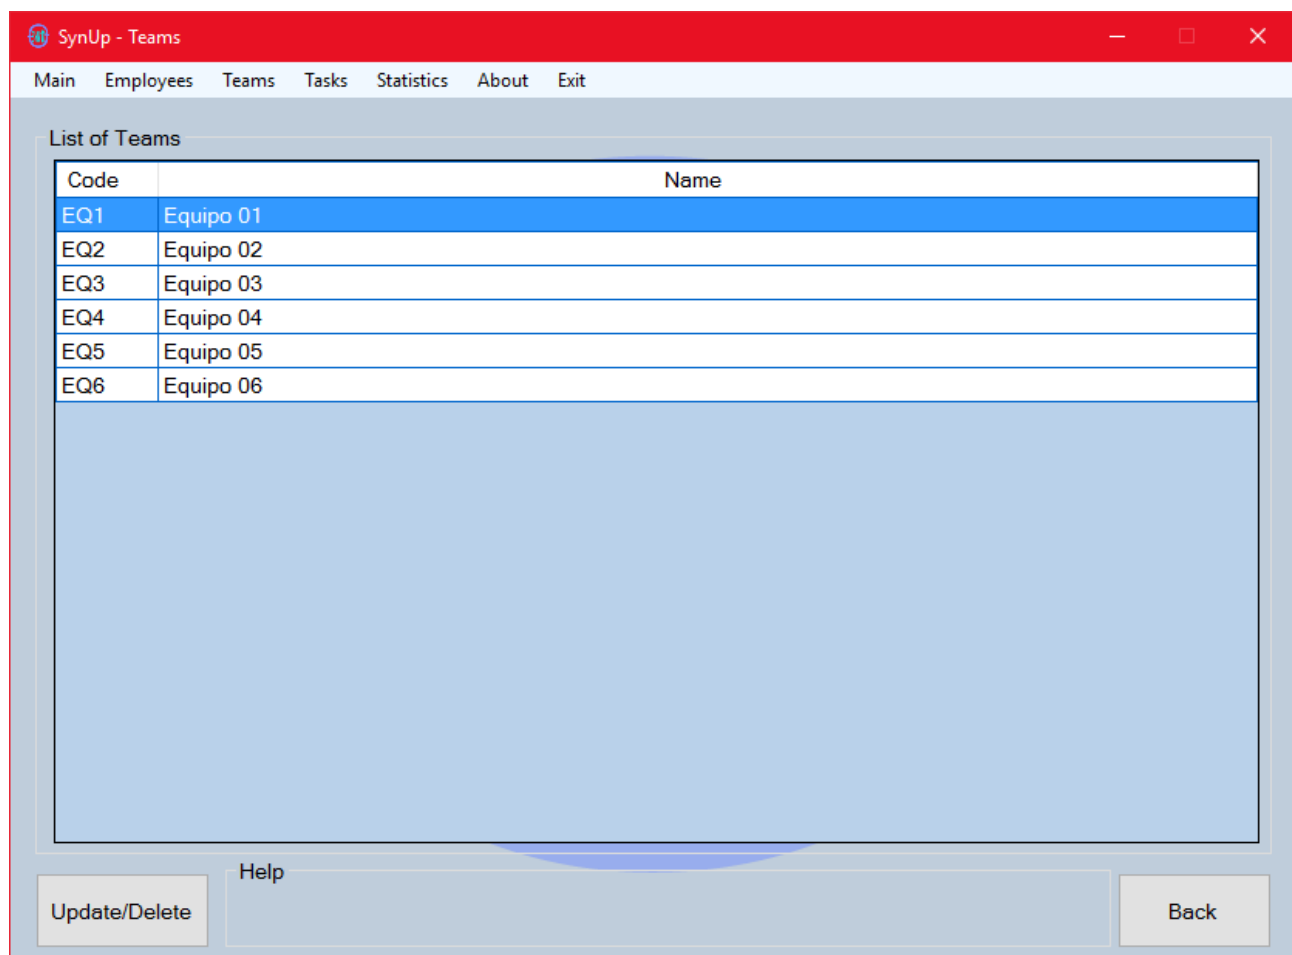 SynUp - Teams
Main Employees Teams Tasks Statistics About Exit
List of Teams
Code Name
EQ1 Equipo 01
EQ2 Equipo 02
EQ3 Equipo 03
EQ4 Equipo 04
EQ5 Equipo 05
EQ6 Equipo 06
Help
Update/Delete Back